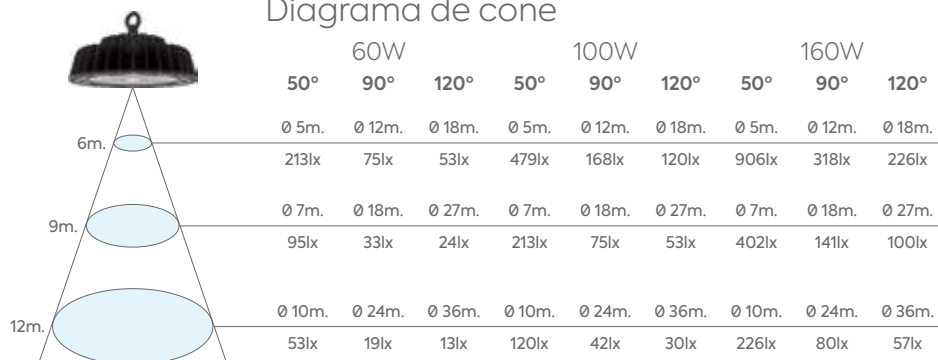 Diagrama de cone
60W 100W 160W
50° 90° 120° 50° 90° 120° 50° 90° 120°
Ø 5m. Ø 12m. Ø 18m. Ø 5m. Ø 12m. Ø 18m. Ø 5m. Ø 12m. Ø 18m.
6m.
213lx 75lx 53lx 479lx 168lx 120lx 906lx 318lx 226lx
Ø 7m. Ø 18m. Ø 27m. Ø 7m. Ø 18m. Ø 27m. Ø 7m. Ø 18m. Ø 27m.
9m.
95lx 33lx 24lx 213lx 75lx 53lx 402lx 141lx 100lx
Ø 10m. Ø 24m. Ø 36m. Ø 10m. Ø 24m. Ø 36m. Ø 10m. Ø 24m. Ø 36m.
12m.
53lx 19lx 13lx 120lx 42lx 30lx 226lx 80lx 57lx